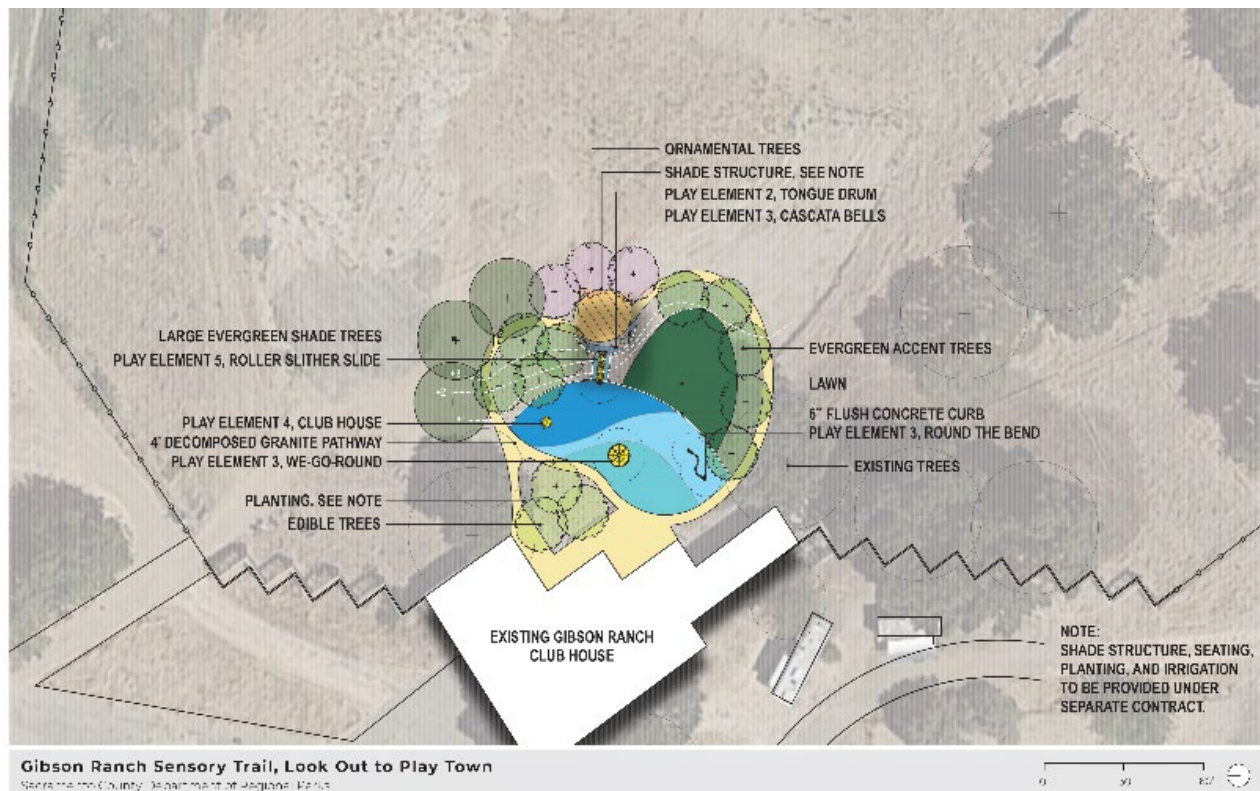 ORNAMENTAL TREES
SHADE STRUCTURE, SEE NOTE
PLAY ELEMENT 2, TONGUE DRUM
PLAY ELEMENT 3, CASCATA BELLS
LARGE EVERGREEN SHADE TREES
PLAY ELEMENT 5, ROLLER SLITHER SLIDE
PLAY ELEMENT 4, CLUB HOUSE
4' DECOMPOSED GRANITE PATHWAY
PLAY ELEMENT 3, WE-GO-ROUND
PLANTING, SEE NOTE
EDIBLE TREES
EVERGREEN ACCENT TREES
LAWN
6" FLUSH CONCRETE CURB
PLAY ELEMENT 3, ROUND THE BEND
EXISTING TREES
EXISTING GIBSON RANCH
CLUB HOUSE
NOTE:
SHADE STRUCTURE, SEATING,
PLANTING, AND IRRIGATION
TO BE PROVIDED UNDER
SEPARATE CONTRACT.
Gibson Ranch Sensory Trail, Look Out to Play Town
Sacramento County Department of Regional Parks
0